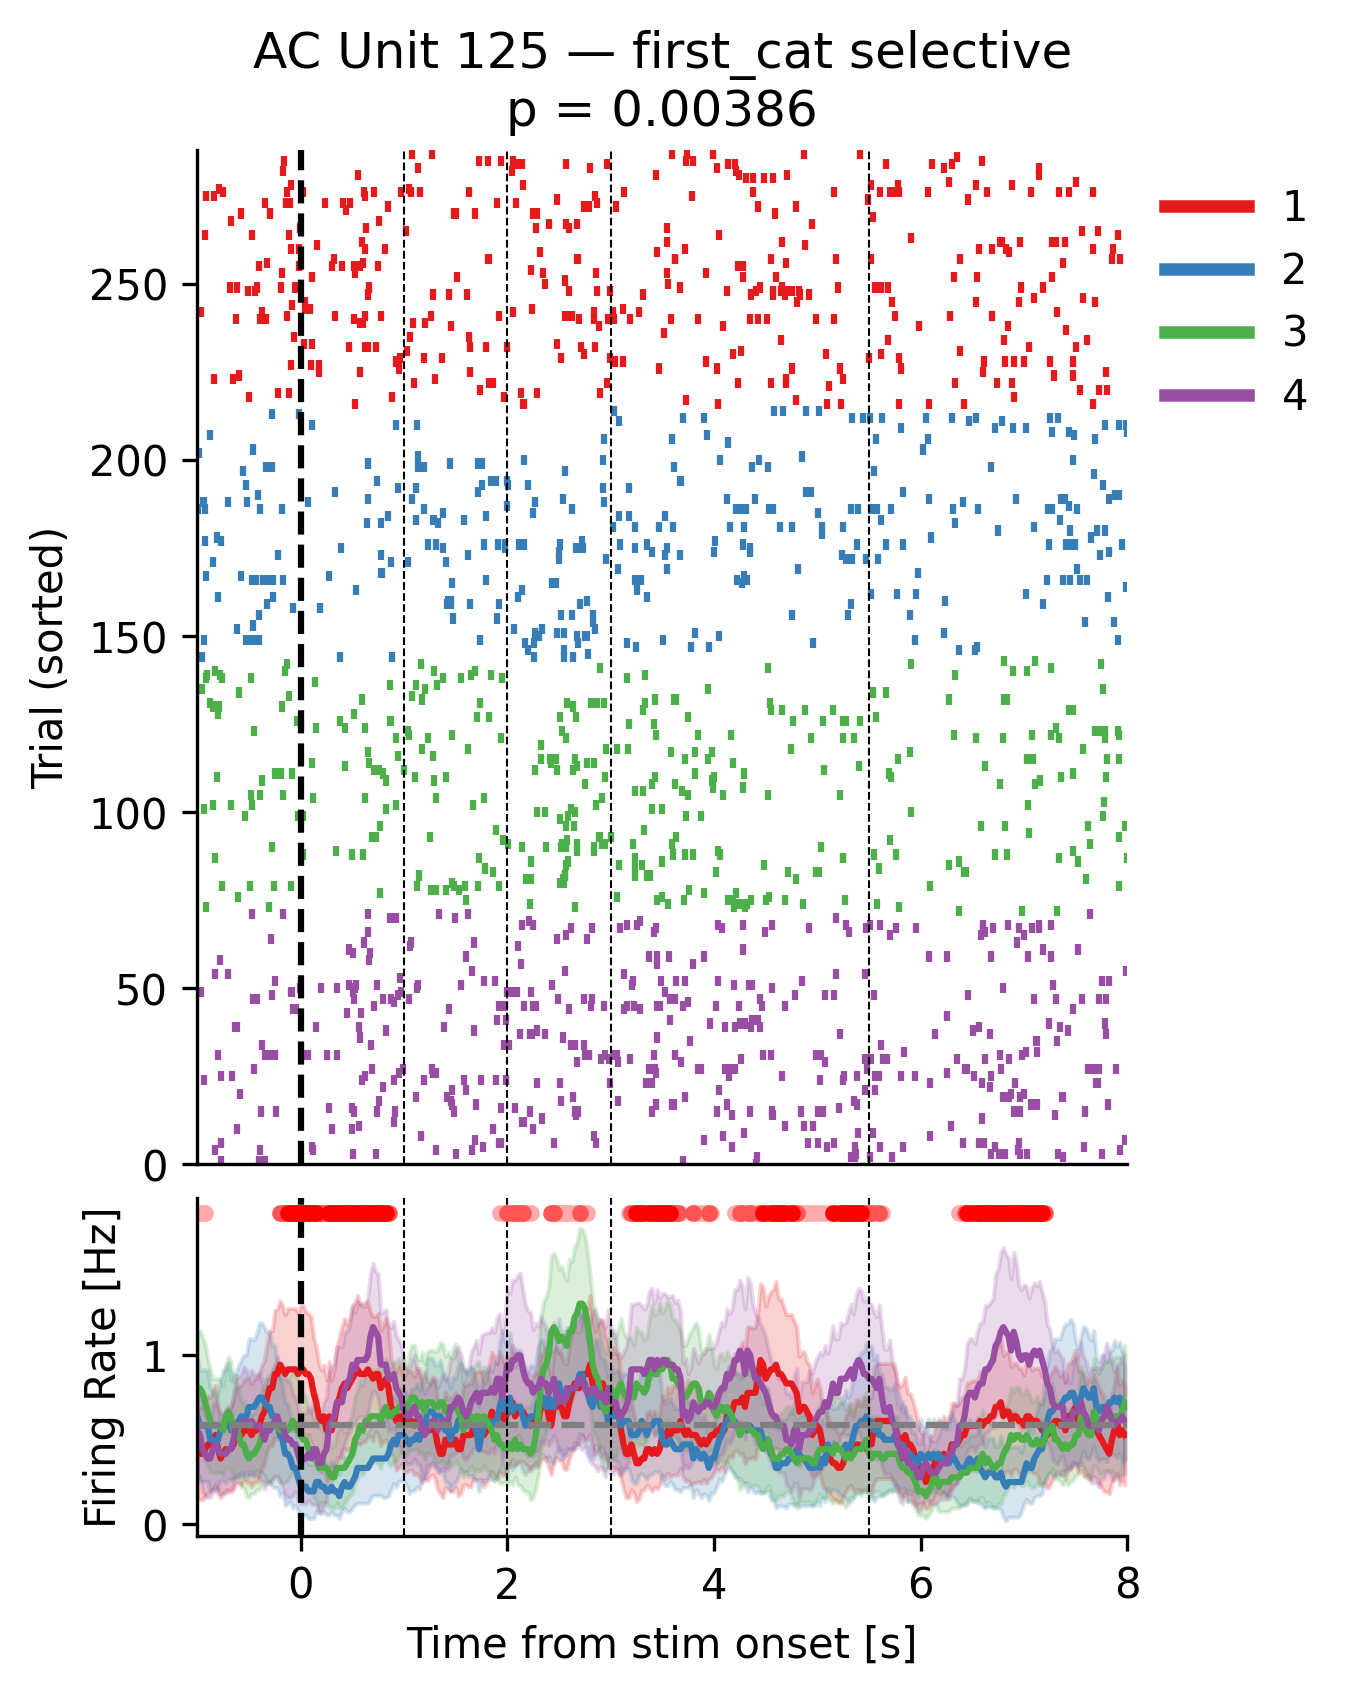 AC Unit 125 — first_cat selective
p = 0.00386
1
2
3
4
250
200
150
100
50
0
Trial (sorted)
1
0
Firing Rate [Hz]
0 2 4 6 8
Time from stim onset [s]